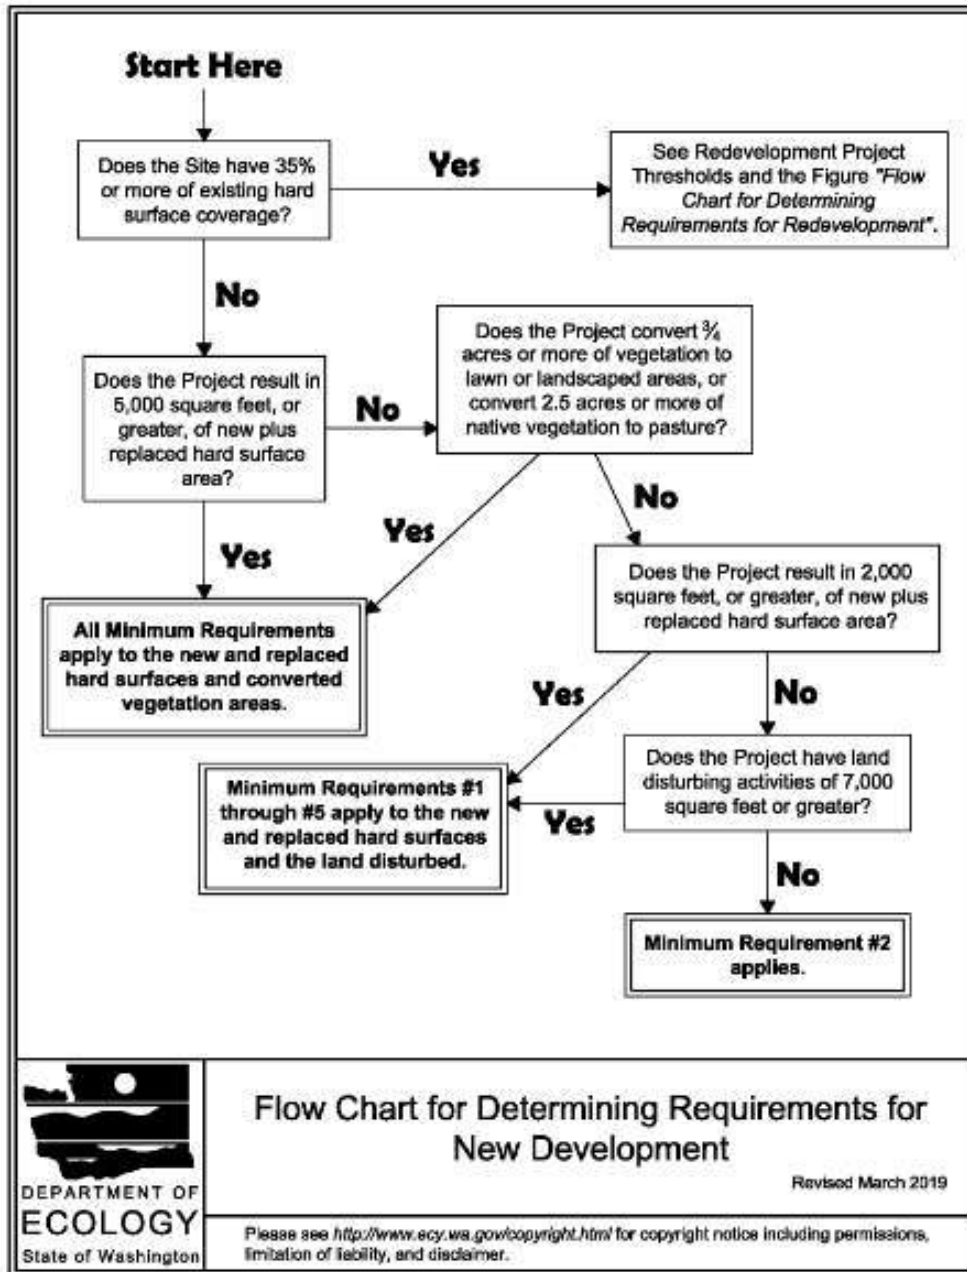 Start Here
Does the Site have 35%
or more of existing hard
surface coverage?
Yes
See Redevelopment Project
Thresholds and the Figure "Flow
Chart for Determining
Requirements for Redevelopment".
No
Does the Project result in
5,000 square feet, or
greater, of new plus
replaced hard surface
area?
No
Does the Project convert ¾
acres or more of vegetation to
lawn or landscaped areas, or
convert 2.5 acres or more of
native vegetation to pasture?
Yes
Yes
No
All Minimum Requirements
apply to the new and replaced
hard surfaces and converted
vegetation areas.
Does the Project result in 2,000
square feet, or greater, of new plus
replaced hard surface area?
Yes
No
Minimum Requirements #1
through #5 apply to the new
and replaced hard surfaces
and the land disturbed.
Yes
Does the Project have land
disturbing activities of 7,000
square feet or greater?
No
Minimum Requirement #2
applies.
DEPARTMENT OF
ECOLOGY
State of Washington
Flow Chart for Determining Requirements for
New Development
Revised March 2019
Please see http://www.ecy.wa.gov/copyright.html for copyright notice including permissions,
limitation of liability, and disclaimer.